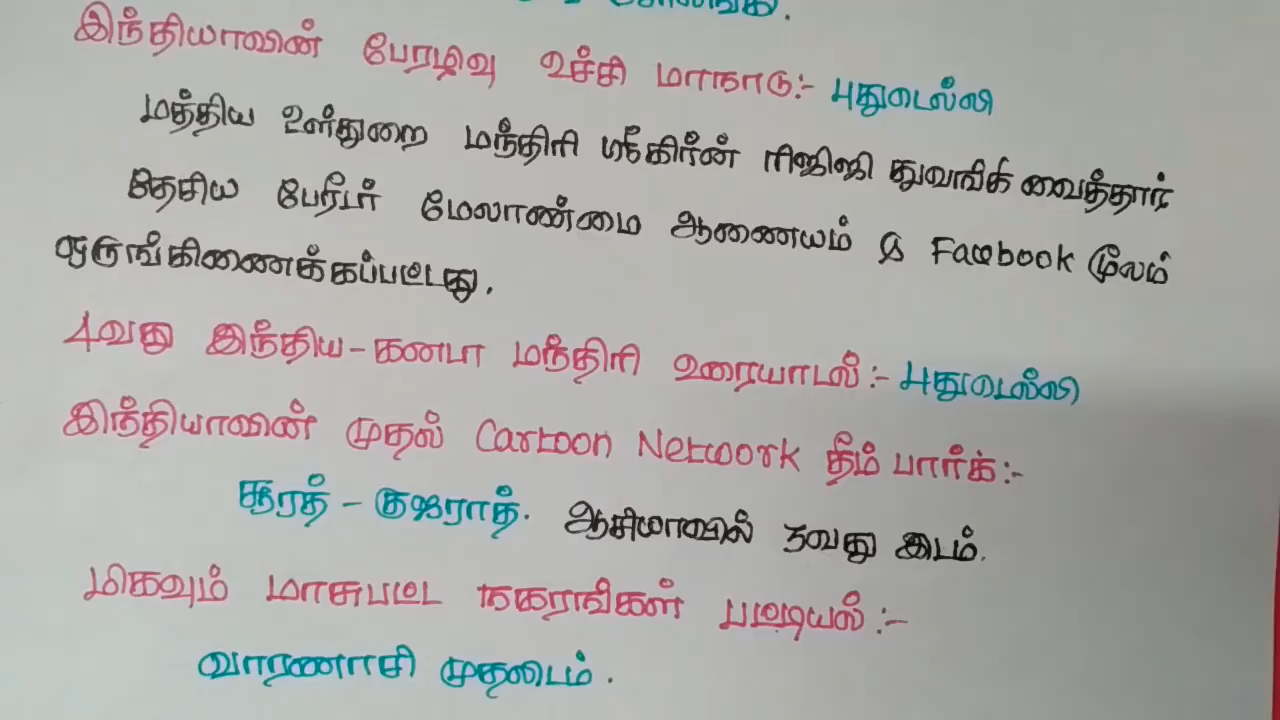 இந்தியாவின் பேரழிவு உச்சி மாநாடு:- புதுடெல்லி
மத்திய உள்துறை மந்திரி ஸ்ரீகிரண் ரிஜிஜி துவங்கி வைத்தார்
தேசிய பேரிடர் மேலாண்மை ஆணையம் & Facebook மூலம்
ஒருங்கிணைக்கப்பட்டது.
4வது இந்திய-கனடா மந்திரி உரையாடல்:- புதுடெல்லி
இந்தியாவின் முதல் Cartoon Network தீம் பார்க்:-
சூரத் - குஜராத். ஆசியாவில் 3வது இடம்.
மிகவும் மாசுபட்ட நகரங்கள் பட்டியல்:-
வாரணாசி முதலிடம்.